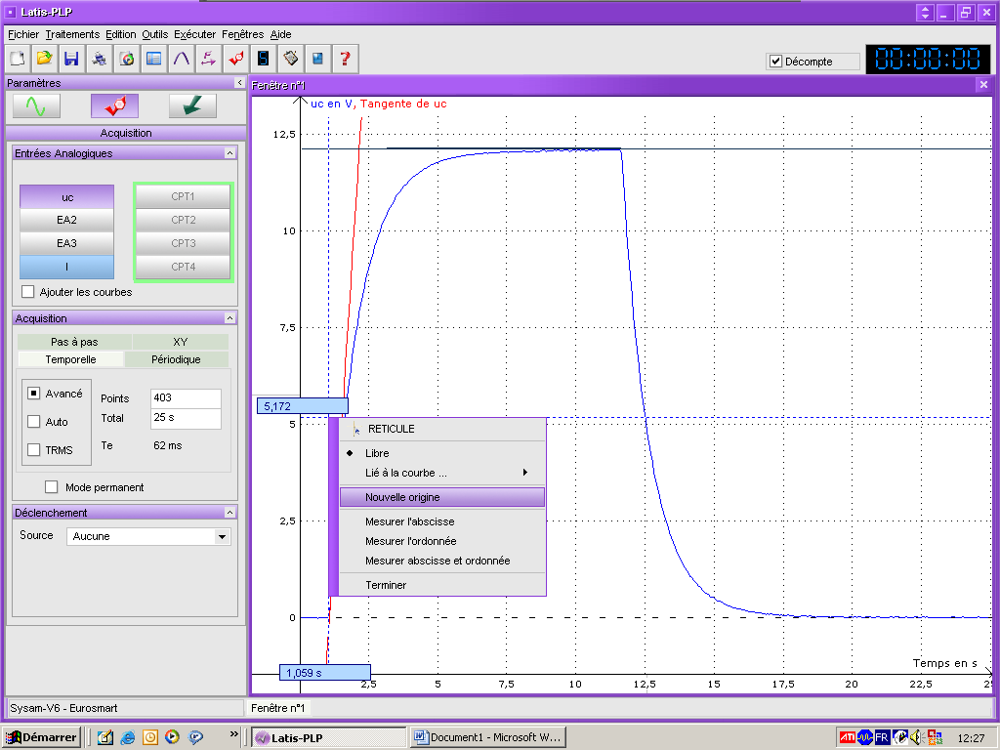 Latis-PLP
Fichier Traitements Edition Outils Exécuter Fenêtres Aide
Décompte 00:00:00
Paramètres
Acquisition
Entrées Analogiques
uc CPT1
EA2 CPT2
EA3 CPT3
I CPT4
Ajouter les courbes
Acquisition
Pas à pas XY
Temporelle Périodique
Avancé
Auto
TRMS
Points 403
Total 25 s
Te 62 ms
Mode permanent
Déclenchement
Source Aucune
Fenêtre n°1
uc en V, Tangente de uc
12,5
10
7,5
5,172
5
2,5
0
RETICULE
Libre
Lié à la courbe ...
Nouvelle origine
Mesurer l'abscisse
Mesurer l'ordonnée
Mesurer abscisse et ordonnée
Terminer
Temps en s
1,059 s
2,5 5 7,5 10 12,5 15 17,5 20 22,5 25
Sysam-V6 - Eurosmart
Fenêtre n°1
Démarrer
Latis-PLP
Document1 - Microsoft W...
ATI FR
12:27